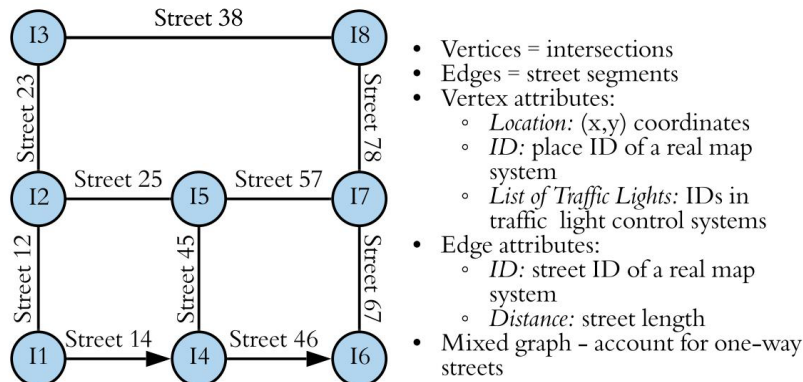 Street 38
I3
I8
Street 23
Street 78
Street 25
Street 57
I2
I5
I7
Street 12
Street 45
Street 67
Street 14
Street 46
I1
I4
I6
• Vertices = intersections
• Edges = street segments
• Vertex attributes:
◦ Location: (x,y) coordinates
◦ ID: place ID of a real map
system
◦ List of Traffic Lights: IDs in
traffic light control systems
• Edge attributes:
◦ ID: street ID of a real map
system
◦ Distance: street length
• Mixed graph - account for one-way
streets